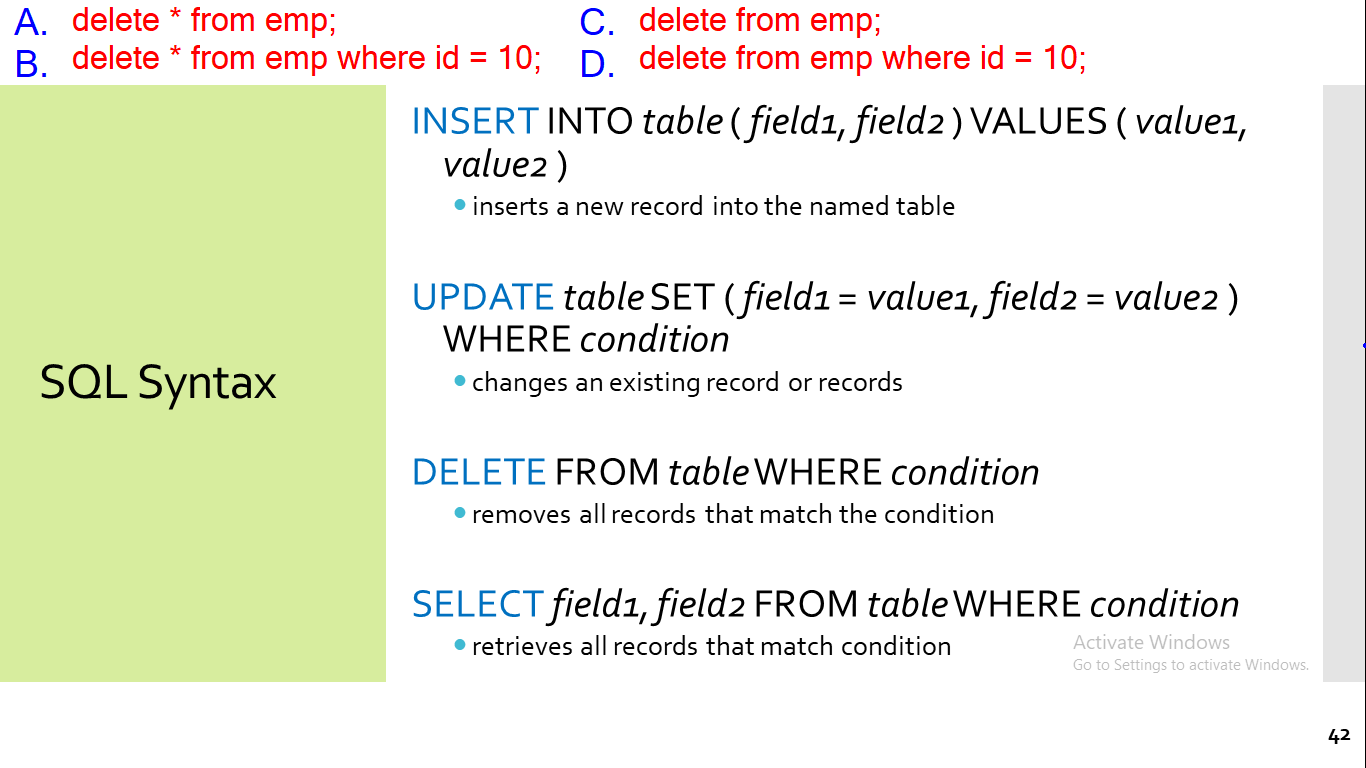 A. delete * from emp;
B. delete * from emp where id = 10;
C. delete from emp;
D. delete from emp where id = 10;
SQL Syntax
INSERT INTO table ( field1, field2 ) VALUES ( value1,
value2 )
• inserts a new record into the named table
UPDATE table SET ( field1 = value1, field2 = value2 )
WHERE condition
• changes an existing record or records
DELETE FROM table WHERE condition
• removes all records that match the condition
SELECT field1, field2 FROM table WHERE condition
• retrieves all records that match condition
Activate Windows
Go to Settings to activate Windows.
42